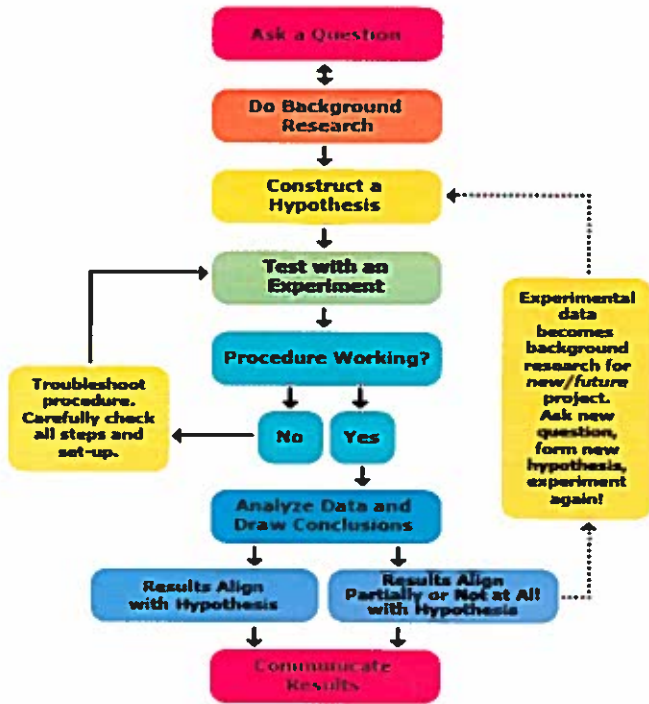 Ask a Question
Do Background
Research
Construct a
Hypothesis
Test with an
Experiment
Procedure Working?
No
Yes
Troubleshoot
procedure.
Carefully check
all steps and
set-up.
Experimental
data
becomes
background
research for
new/future
project.
Ask new
question,
form new
hypothesis,
experiment
again!
Analyze Data and
Draw Conclusions
Results Align
with Hypothesis
Results Align
Partially or Not at All
with Hypothesis
Communicate
Results